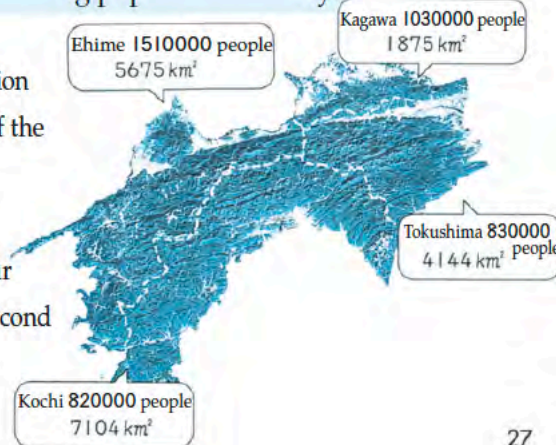 Kagawa 1030000 people
1875 km²
Ehime 1510000 people
5675 km²
Tokushima 830000
people
4144 km²
second
Kochi 820000 people
7104 km²
27